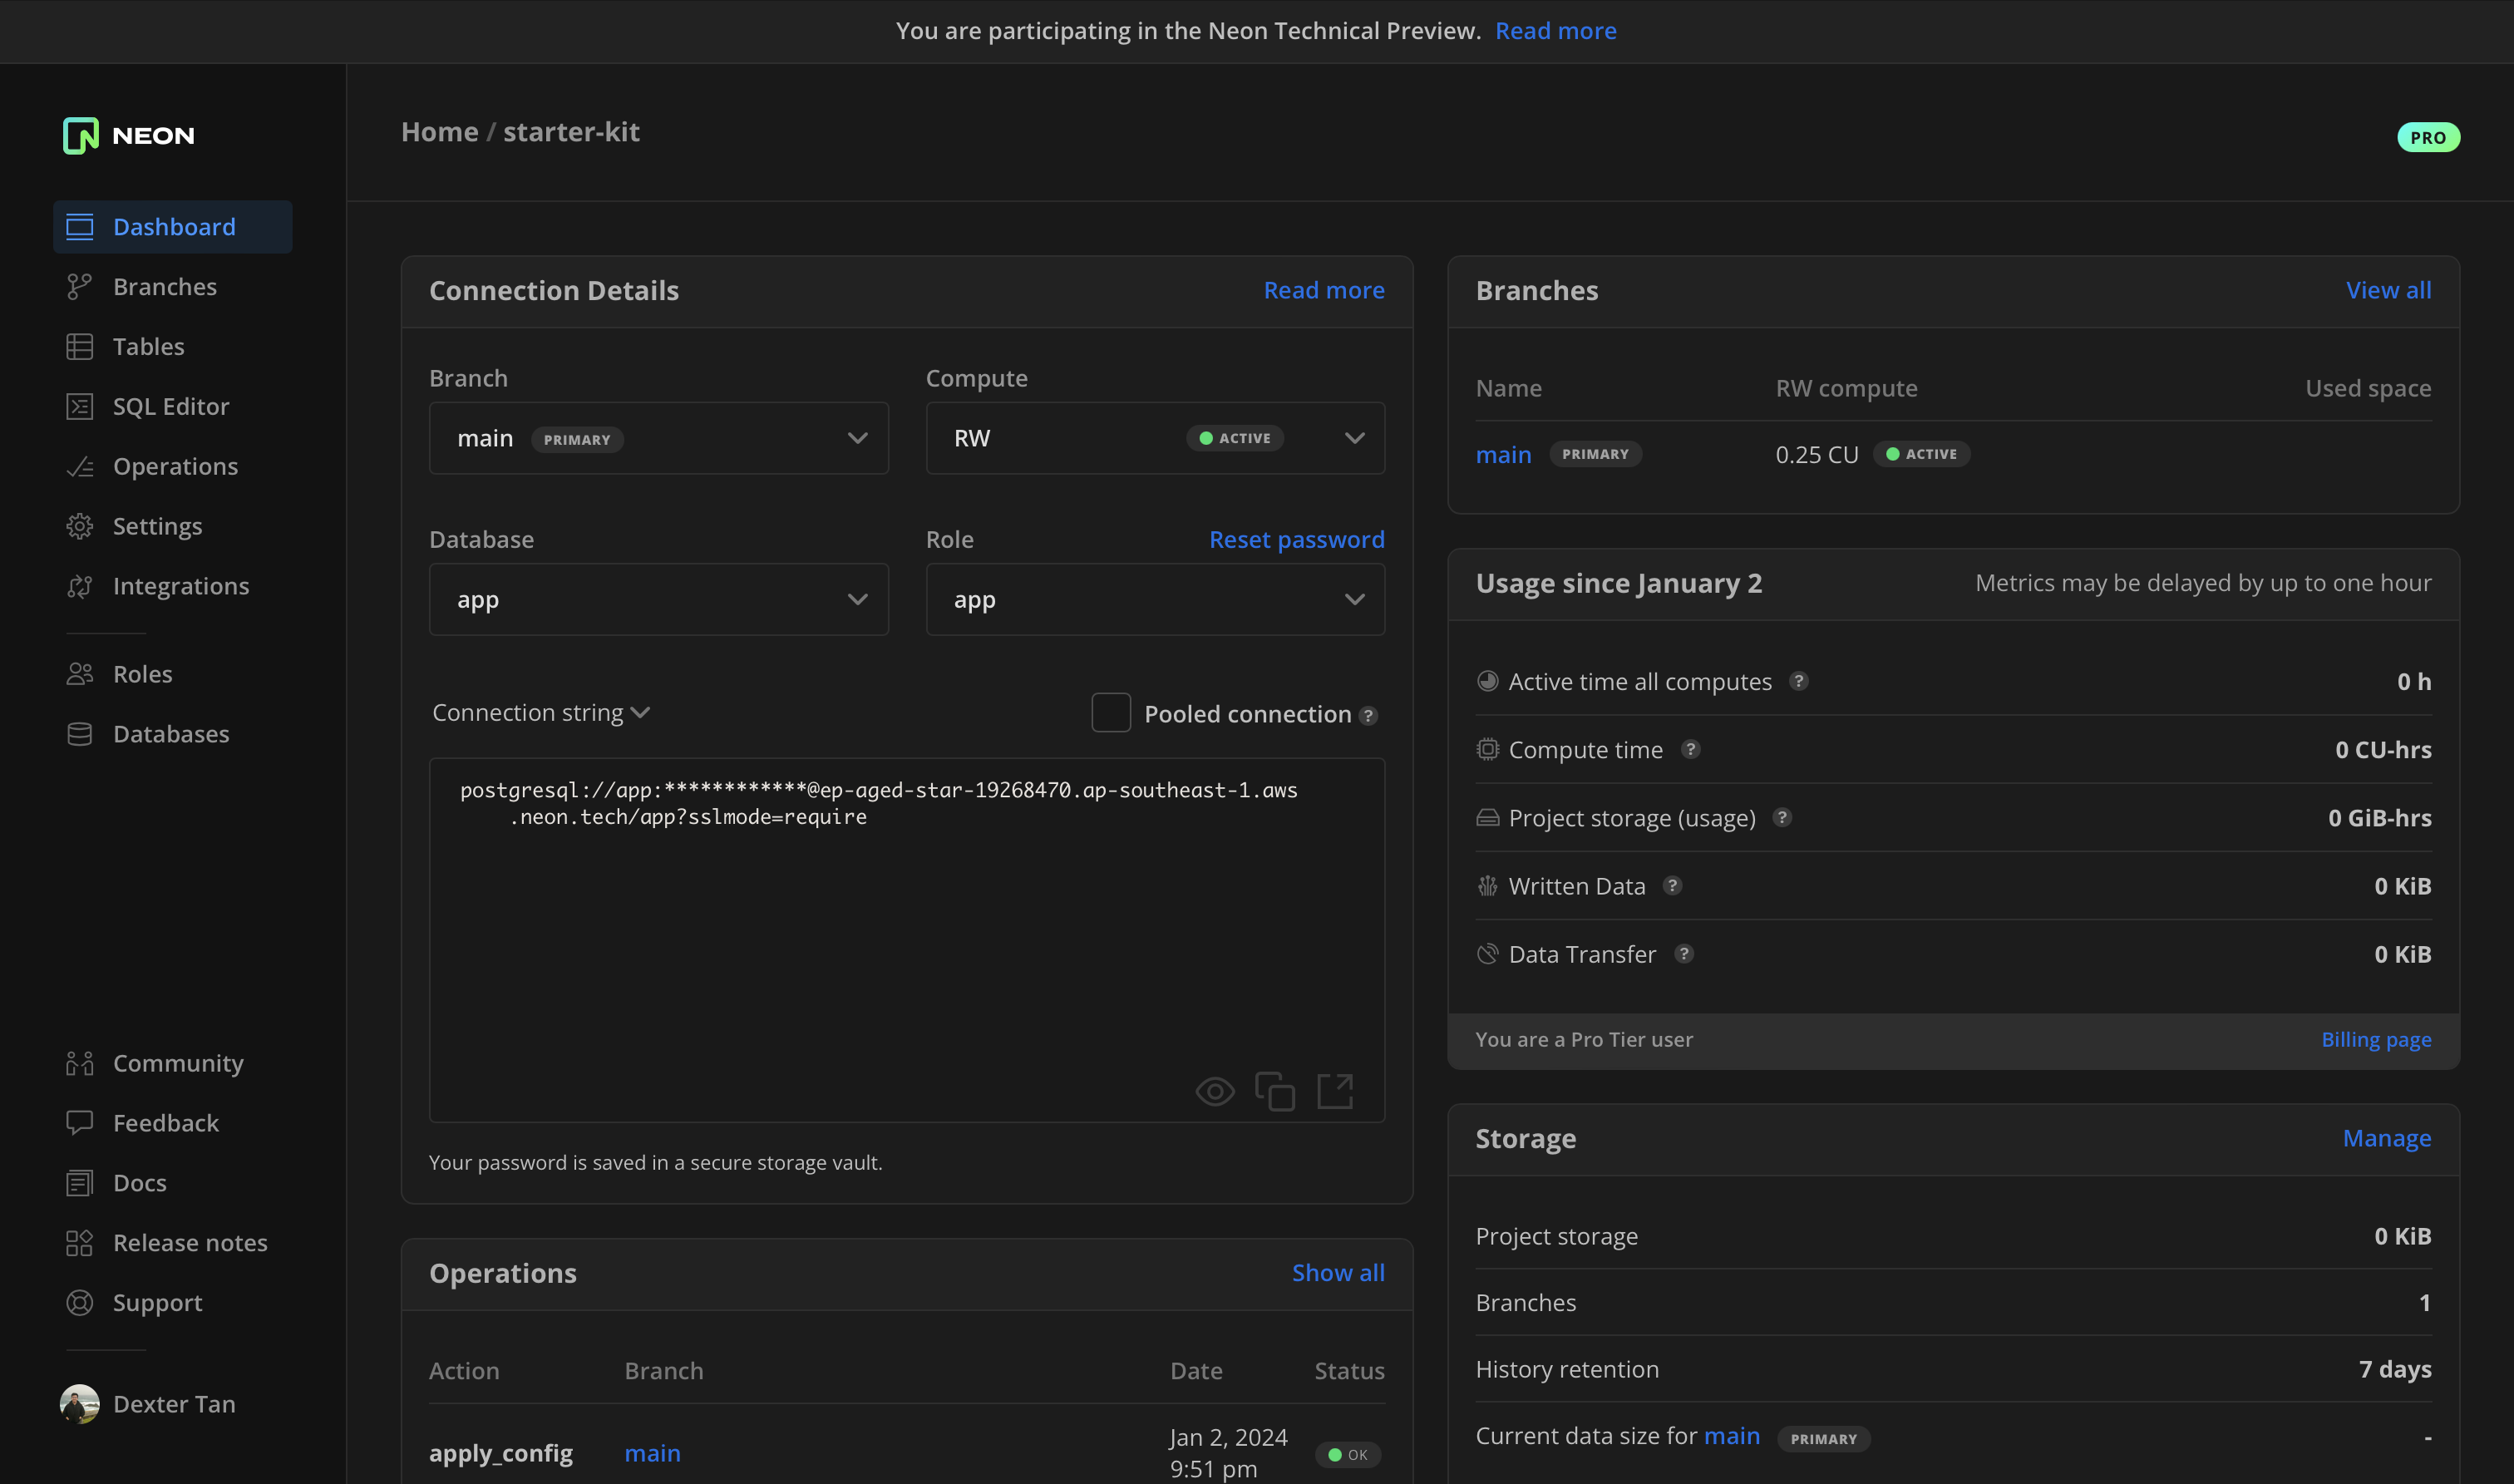 You are participating in the Neon Technical Preview. Read more
NEON
Home / starter-kit
PRO
Dashboard
Branches
Tables
SQL Editor
Operations
Settings
Integrations
Roles
Databases
Community
Feedback
Docs
Release notes
Support
Dexter Tan
Connection Details Read more
Branch Compute
main PRIMARY RW ACTIVE
Database Role Reset password
app app
Connection string Pooled connection ?
postgresql://app:************@ep-aged-star-19268470.ap-southeast-1.aws
.neon.tech/app?sslmode=require
Your password is saved in a secure storage vault.
Operations Show all
Action Branch Date Status
apply_config main Jan 2, 2024 OK
9:51 pm
Branches View all
Name RW compute Used space
main PRIMARY 0.25 CU ACTIVE
Usage since January 2 Metrics may be delayed by up to one hour
Active time all computes ? 0 h
Compute time ? 0 CU-hrs
Project storage (usage) ? 0 GiB-hrs
Written Data ? 0 KiB
Data Transfer ? 0 KiB
You are a Pro Tier user Billing page
Storage Manage
Project storage 0 KiB
Branches 1
History retention 7 days
Current data size for main PRIMARY -